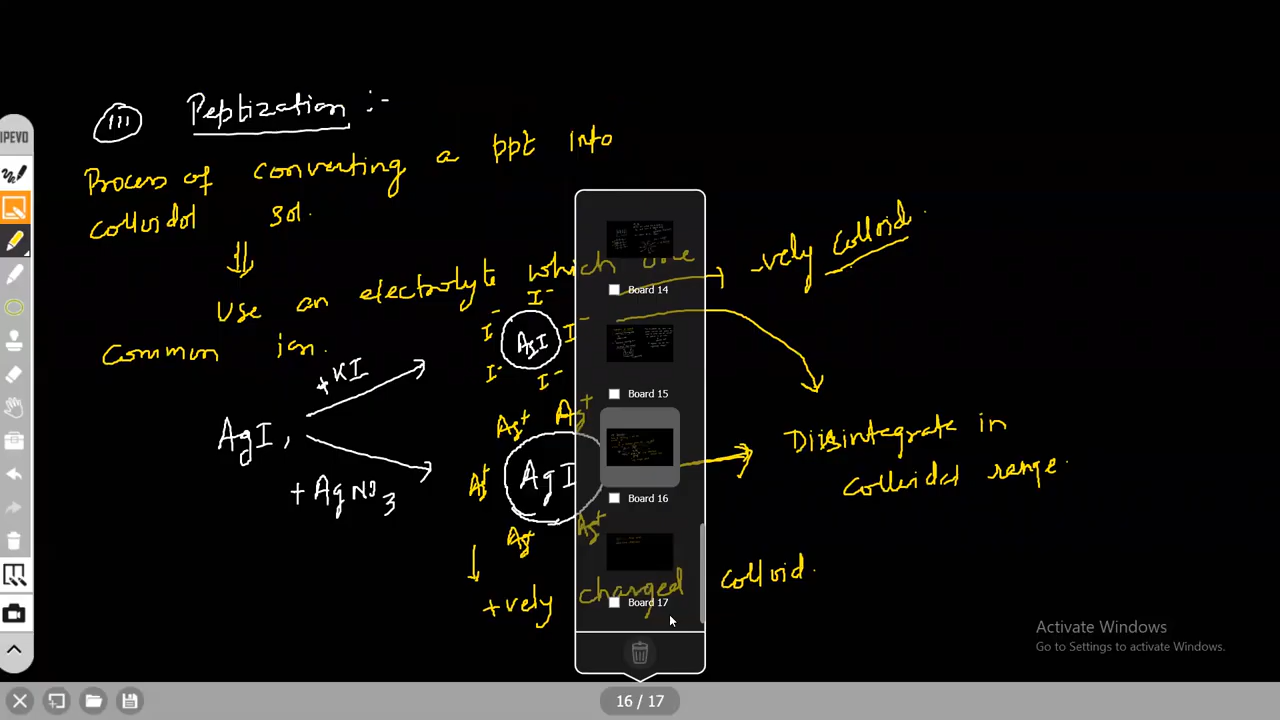 IPEVO
III Peptization :-
Process of converting a ppt into
colloidal sol.
Use an electrolyte which have
common ion.
-vely colloid.
I⁻
I⁻ AgI I⁻
I⁻ I⁻
+KI
AgI,
+ AgNO3
Ag⁺ Ag⁺
Ag⁺ AgI
Ag⁺ Ag⁺
Disintegrate in
colloidal range.
+vely charged colloid.
Board 14
Board 15
Board 16
Board 17
Activate Windows
Go to Settings to activate Windows.
16 / 17